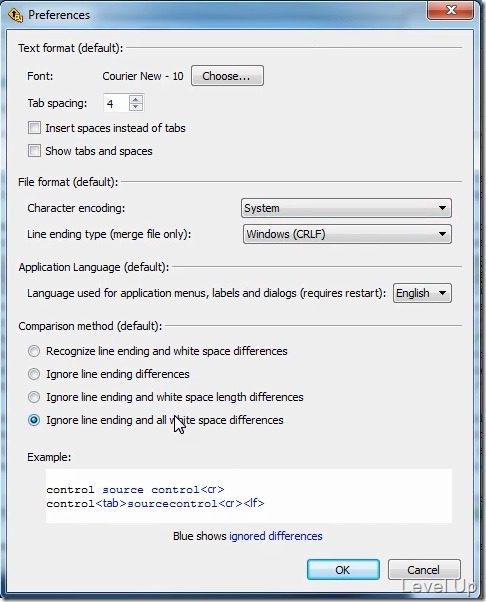 Preferences
Text format (default):
Font: Courier New - 10 Choose...
Tab spacing: 4
Insert spaces instead of tabs
Show tabs and spaces
File format (default):
Character encoding: System
Line ending type (merge file only): Windows (CRLF)
Application Language (default):
Language used for application menus, labels and dialogs (requires restart): English
Comparison method (default):
Recognize line ending and white space differences
Ignore line ending differences
Ignore line ending and white space length differences
Ignore line ending and all white space differences
Example:
control source control<cr>
control<tab>sourcecontrol<cr><lf>
Blue shows ignored differences
OK Cancel
Level Up